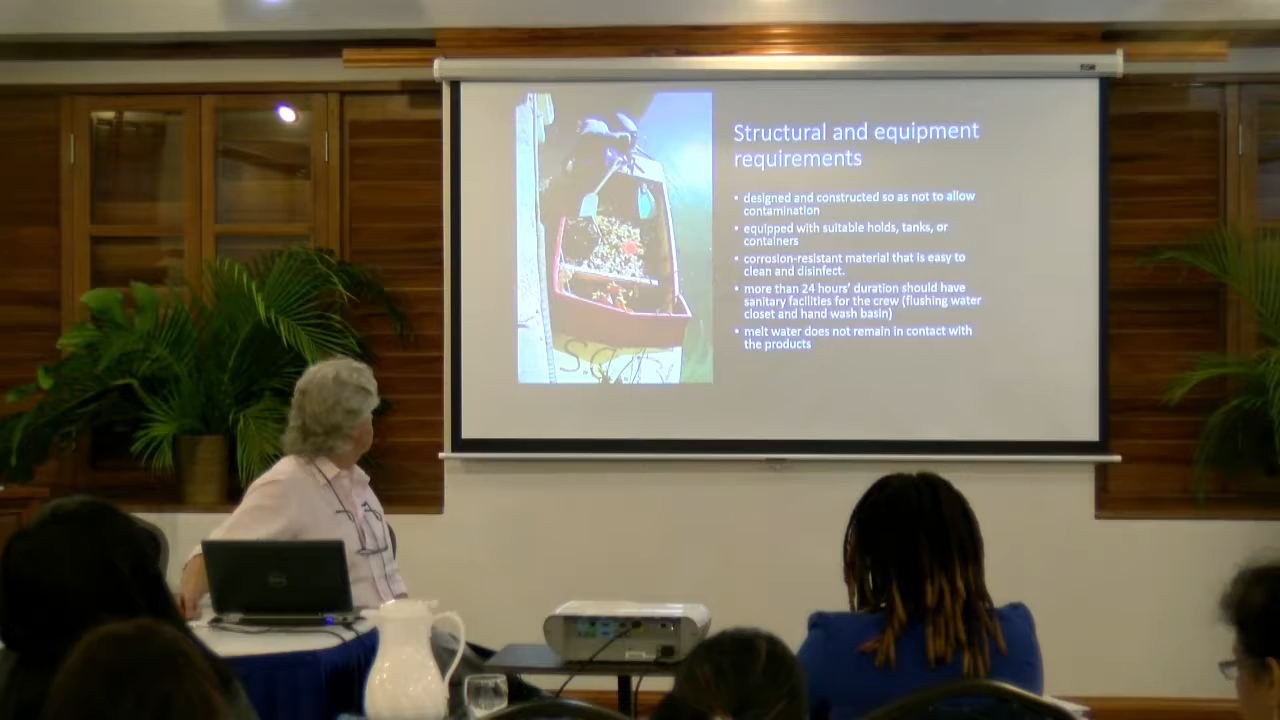 Structural and equipment
requirements
• designed and constructed so as not to allow
contamination
• equipped with suitable holds, tanks, or
containers
• corrosion-resistant material that is easy to
clean and disinfect.
• more than 24 hours' duration should have
sanitary facilities for the crew (flushing water
closet and hand wash basin)
• melt water does not remain in contact with
the products
DELL